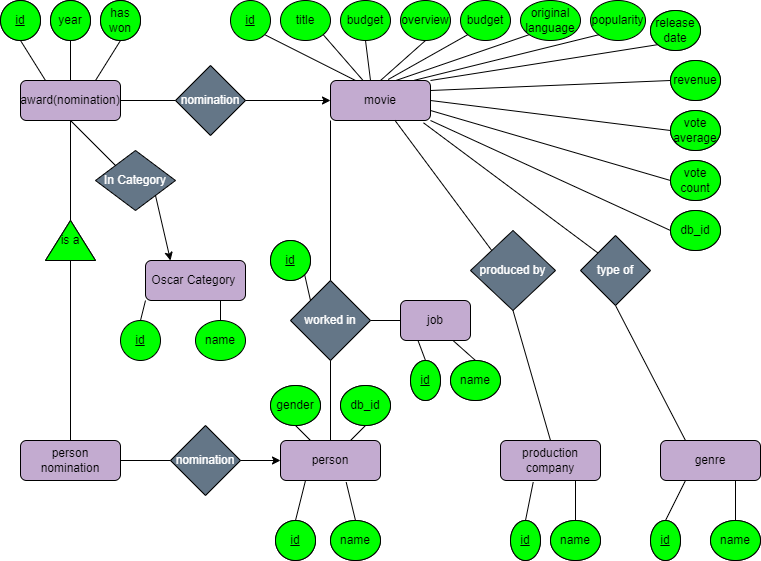 id
year
has
won
id
title
budget
overview
budget
original
language
popularity
release
date
award(nomination)
nomination
movie
revenue
vote
average
vote
count
db_id
In Category
is a
Oscar Category
id
name
id
worked in
job
id
name
produced by
type of
gender
db_id
person
nomination
nomination
person
production
company
genre
id
name
id
name
id
name